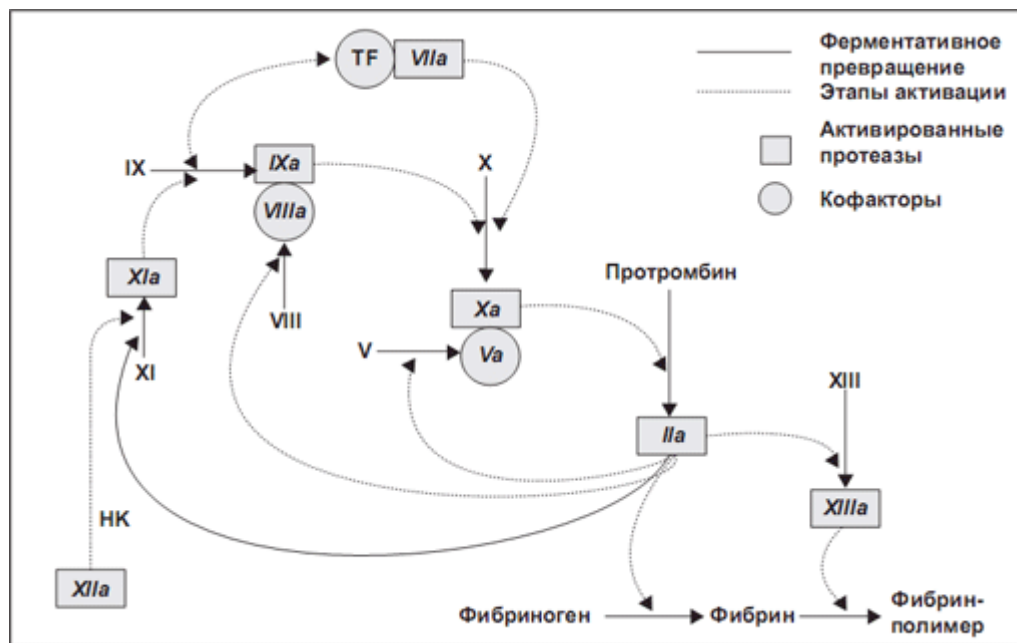 TF
VIIa
Ферментативное
превращение
Этапы активации
Активированные
протеазы
Кофакторы
IX
IXa
X
VIIIa
XIa
Протромбин
VIII
Xa
V
Va
XI
XIII
IIa
XIIIa
НК
XIIa
Фибриноген
Фибрин
Фибрин-
полимер